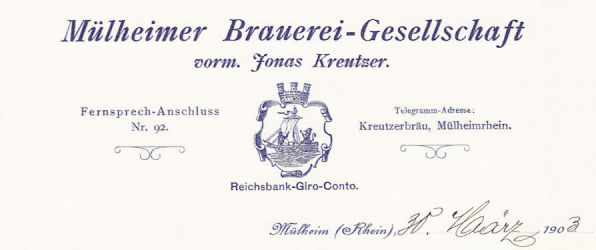 Mülheimer Brauerei-Gesellschaft
vorm. Jonas Kreutzer.
Fernsprech-Anschluss
Nr. 92.
Telegramm-Adresse:
Kreutzerbräu, Mülheimrhein.
Reichsbank-Giro-Conto.
Mülheim (Rhein), 30. März 1903